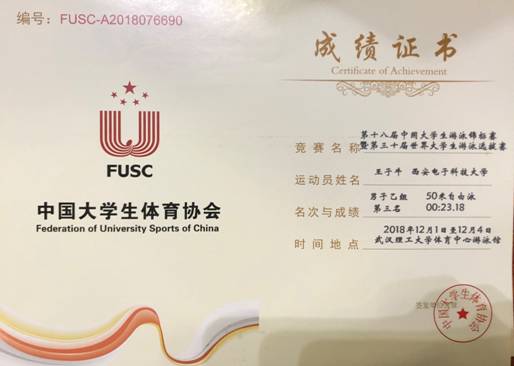 编号：FUSC-A2018076690
FUSC
中国大学生体育协会
Federation of University Sports of China
成绩证书
Certificate of Achievement
竞赛名称
第十八届中国大学生游泳锦标赛
暨第三十届世界大学生游泳选拔赛
运动员姓名
王子牛 西安电子科技大学
名次与成绩
男子乙组 50米自由泳
第三名 00:23.18
时间地点
2018年12月1日至12月4日
武汉理工大学体育中心游泳馆
中国大学生体育协会